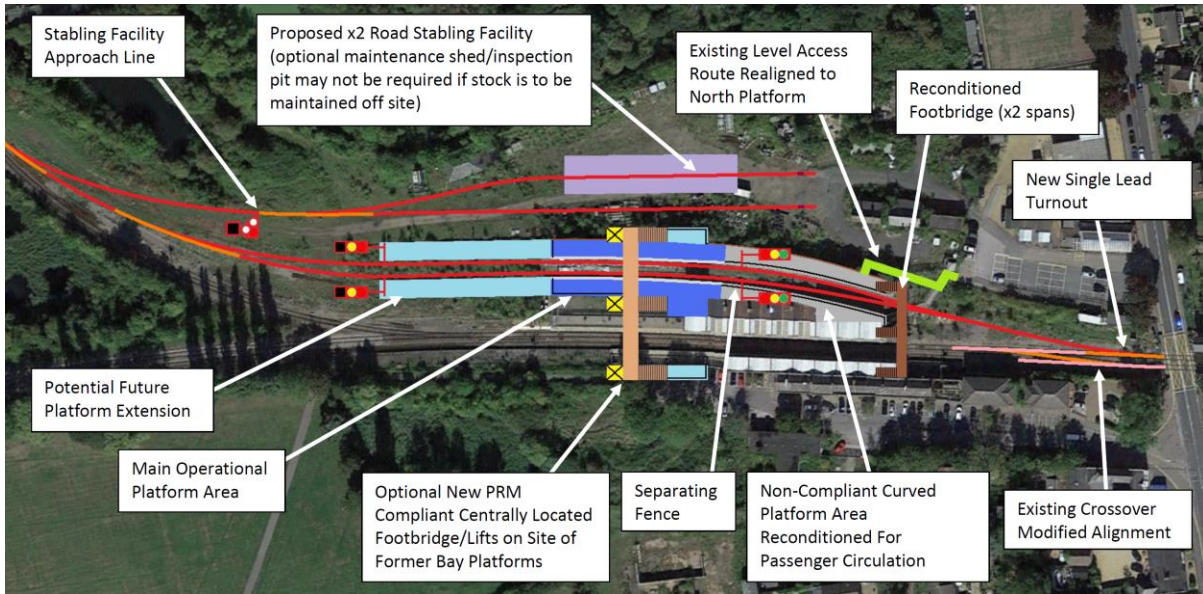 Stabling Facility
Approach Line
Proposed x2 Road Stabling Facility
(optional maintenance shed/inspection
pit may not be required if stock is to be
maintained off site)
Existing Level Access
Route Realigned to
North Platform
Reconditioned
Footbridge (x2 spans)
New Single Lead
Turnout
Potential Future
Platform Extension
Main Operational
Platform Area
Optional New PRM
Compliant Centrally Located
Footbridge/Lifts on Site of
Former Bay Platforms
Separating
Fence
Non-Compliant Curved
Platform Area
Reconditioned For
Passenger Circulation
Existing Crossover
Modified Alignment